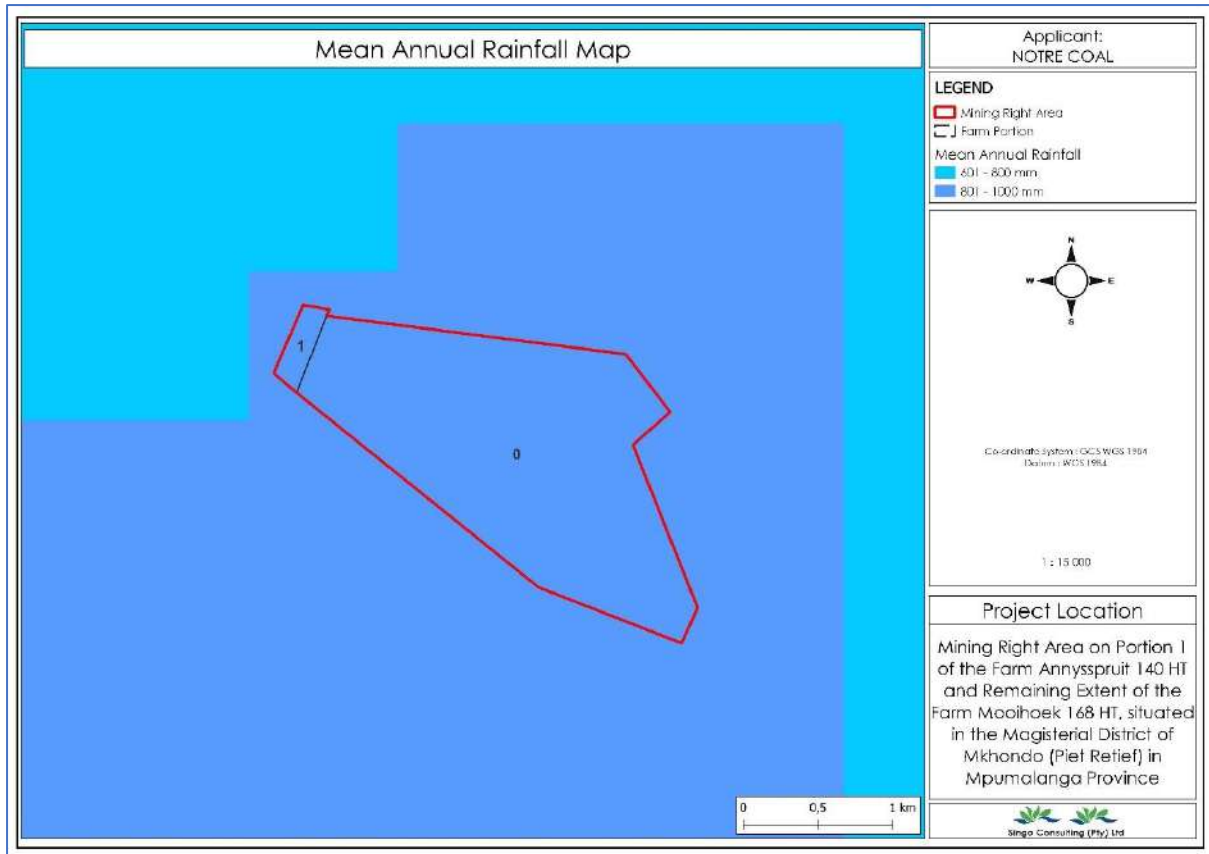 Mean Annual Rainfall Map
1
0
0
0,5
1 km
Applicant:
NOTRE COAL
LEGEND
Mining Right Area
Farm Portion
Mean Annual Rainfall
601 - 800 mm
801 - 1000 mm
N
W
E
S
Co-ordinate System : GCS WGS 1984
Datum : WGS 1984
1 : 15 000
Project Location
Mining Right Area on Portion 1
of the Farm Annysspruit 140 HT
and Remaining Extent of the
Farm Mooihoek 168 HT, situated
in the Magisterial District of
Mkhondo (Piet Retief) in
Mpumalanga Province
Singo Consulting (Pty) Ltd